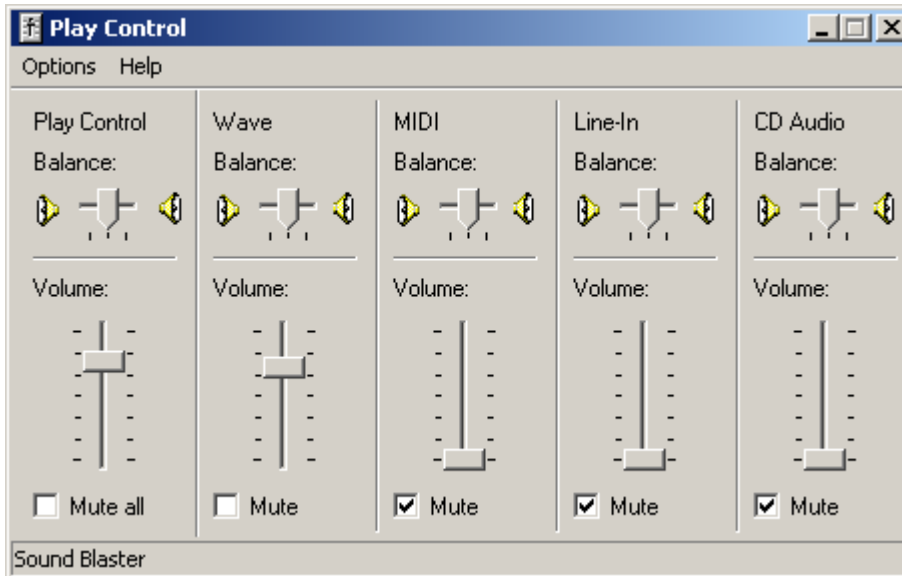 Play Control
Options Help
Play Control Wave MIDI Line-In CD Audio
Balance: Balance: Balance: Balance: Balance:
Volume: Volume: Volume: Volume: Volume:
Mute all Mute Mute Mute Mute
Sound Blaster